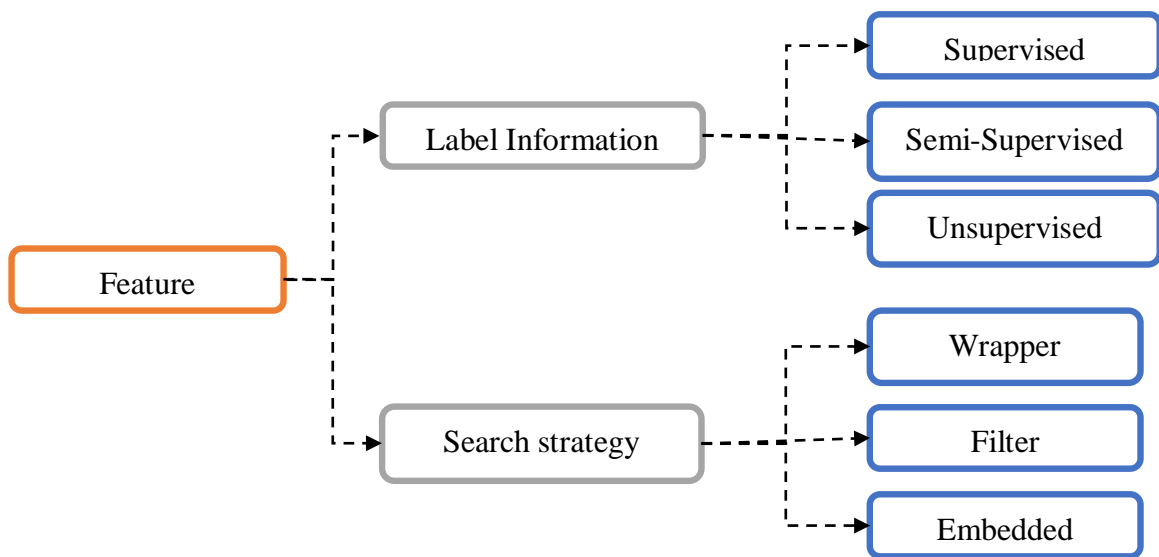 Supervised
Label Information
Semi-Supervised
Unsupervised
Feature
Wrapper
Search strategy
Filter
Embedded